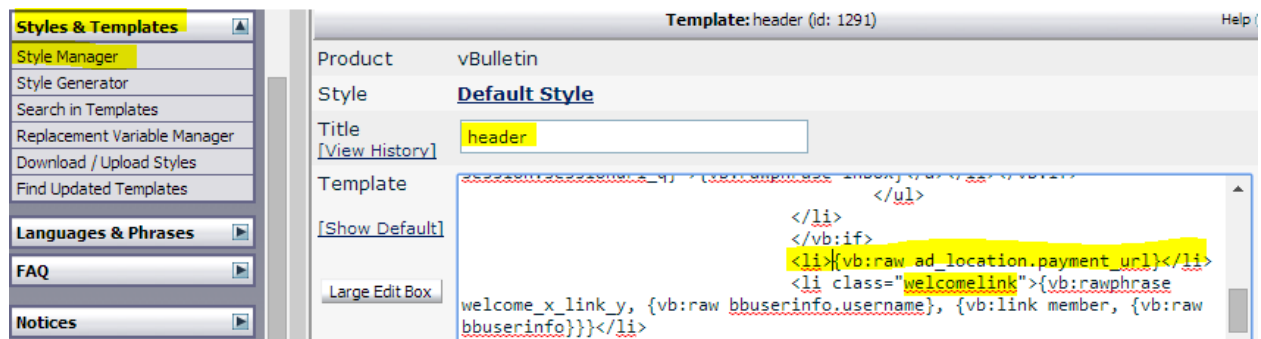 Styles & Templates
Style Manager
Style Generator
Search in Templates
Replacement Variable Manager
Download / Upload Styles
Find Updated Templates
Languages & Phrases
FAQ
Notices
Template: header (id: 1291)
Help
Product vBulletin
Style Default Style
Title header
[View History]
Template
[Show Default]
Large Edit Box
</ul>
</li>
</vb:if>
<li>{vb:raw ad_location.payment_url}</li>
<li class="welcomelink">{vb:rawphrase
welcome_x_link_y, {vb:raw bbuserinfo.username}, {vb:link member, {vb:raw
bbuserinfo}}}</li>